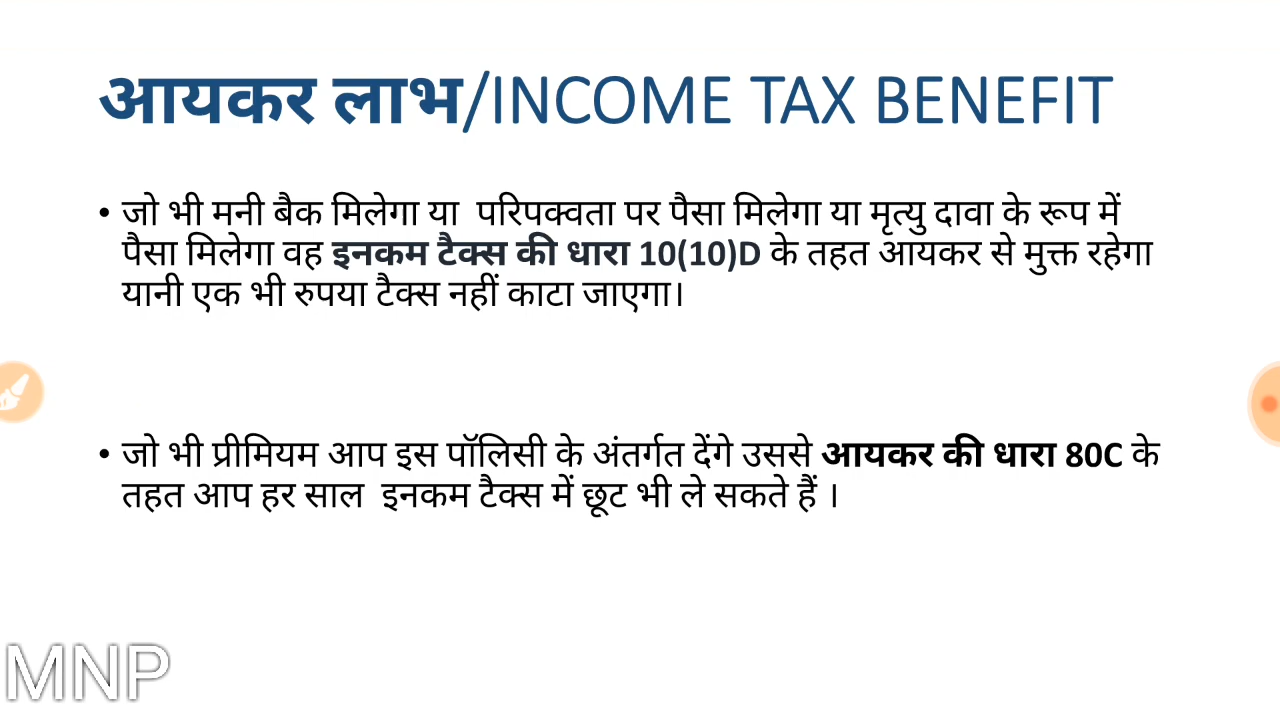 आयकर लाभ/INCOME TAX BENEFIT
• जो भी मनी बैक मिलेगा या परिपक्वता पर पैसा मिलेगा या मृत्यु दावा के रूप में
पैसा मिलेगा वह इनकम टैक्स की धारा 10(10)D के तहत आयकर से मुक्त रहेगा
यानी एक भी रुपया टैक्स नहीं काटा जाएगा।
• जो भी प्रीमियम आप इस पॉलिसी के अंतर्गत देंगे उससे आयकर की धारा 80C के
तहत आप हर साल इनकम टैक्स में छूट भी ले सकते हैं ।
MNP